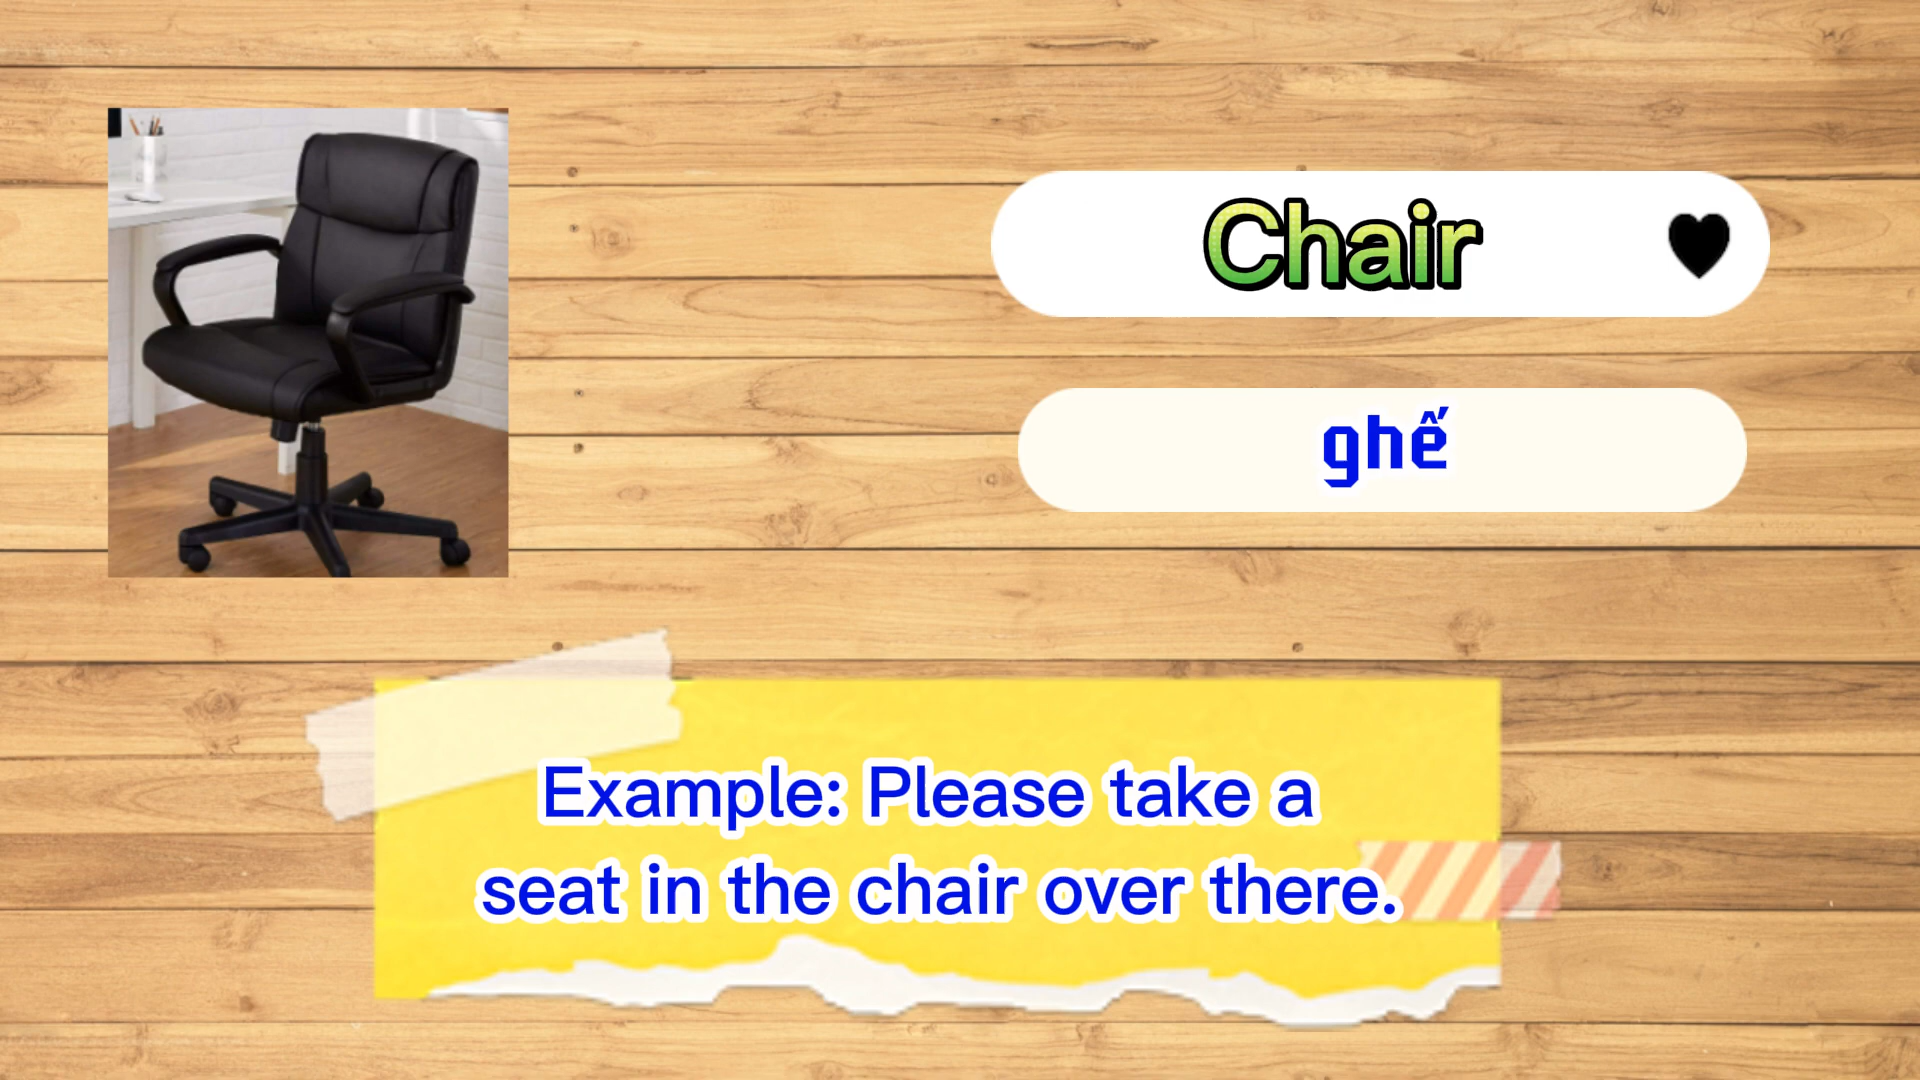 Chair
ghế
Example: Please take a
seat in the chair over there.